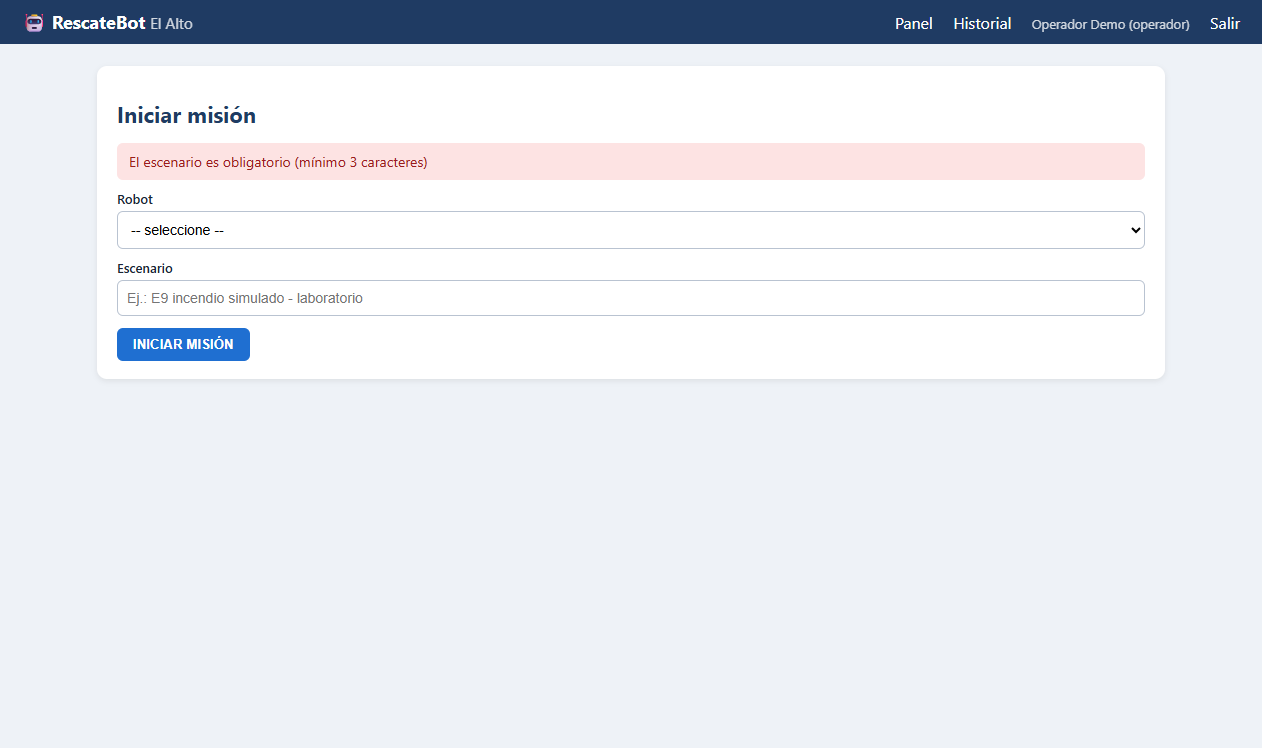 RescateBot El Alto Panel Historial Operador Demo (operador) Salir
Iniciar misión
El escenario es obligatorio (mínimo 3 caracteres)
Robot
-- seleccione --
Escenario
Ej.: E9 incendio simulado - laboratorio
INICIAR MISIÓN